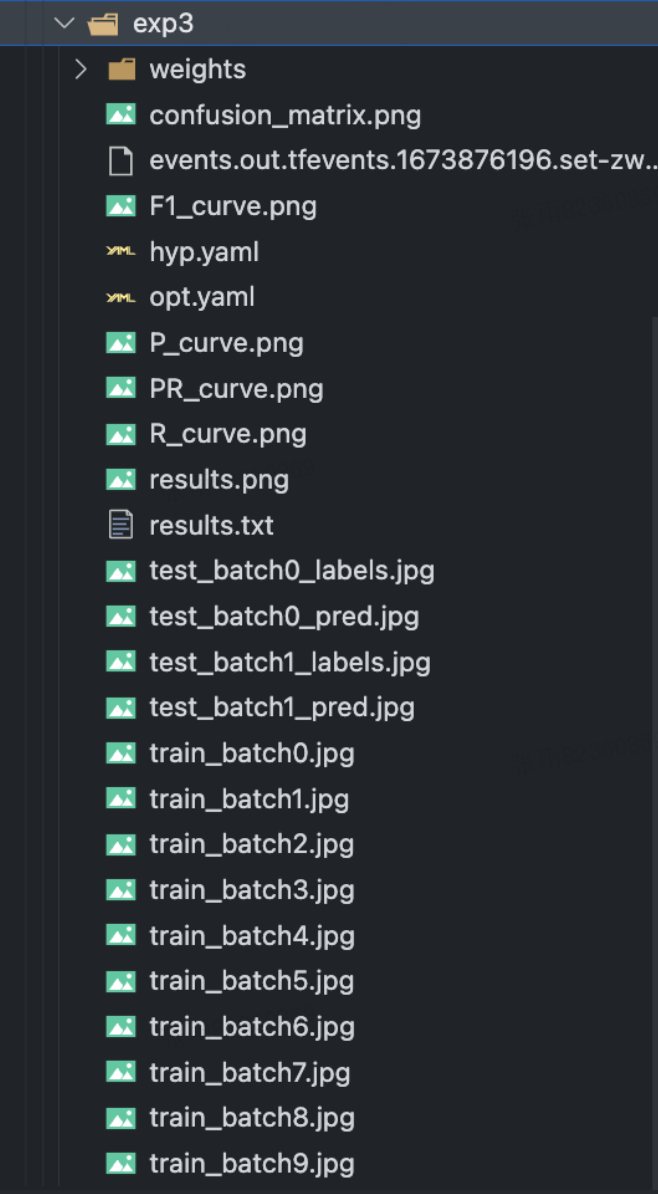 exp3
weights
confusion_matrix.png
events.out.tfevents.1673876196.set-zw...
F1_curve.png
hyp.yaml
opt.yaml
P_curve.png
PR_curve.png
R_curve.png
results.png
results.txt
test_batch0_labels.jpg
test_batch0_pred.jpg
test_batch1_labels.jpg
test_batch1_pred.jpg
train_batch0.jpg
train_batch1.jpg
train_batch2.jpg
train_batch3.jpg
train_batch4.jpg
train_batch5.jpg
train_batch6.jpg
train_batch7.jpg
train_batch8.jpg
train_batch9.jpg